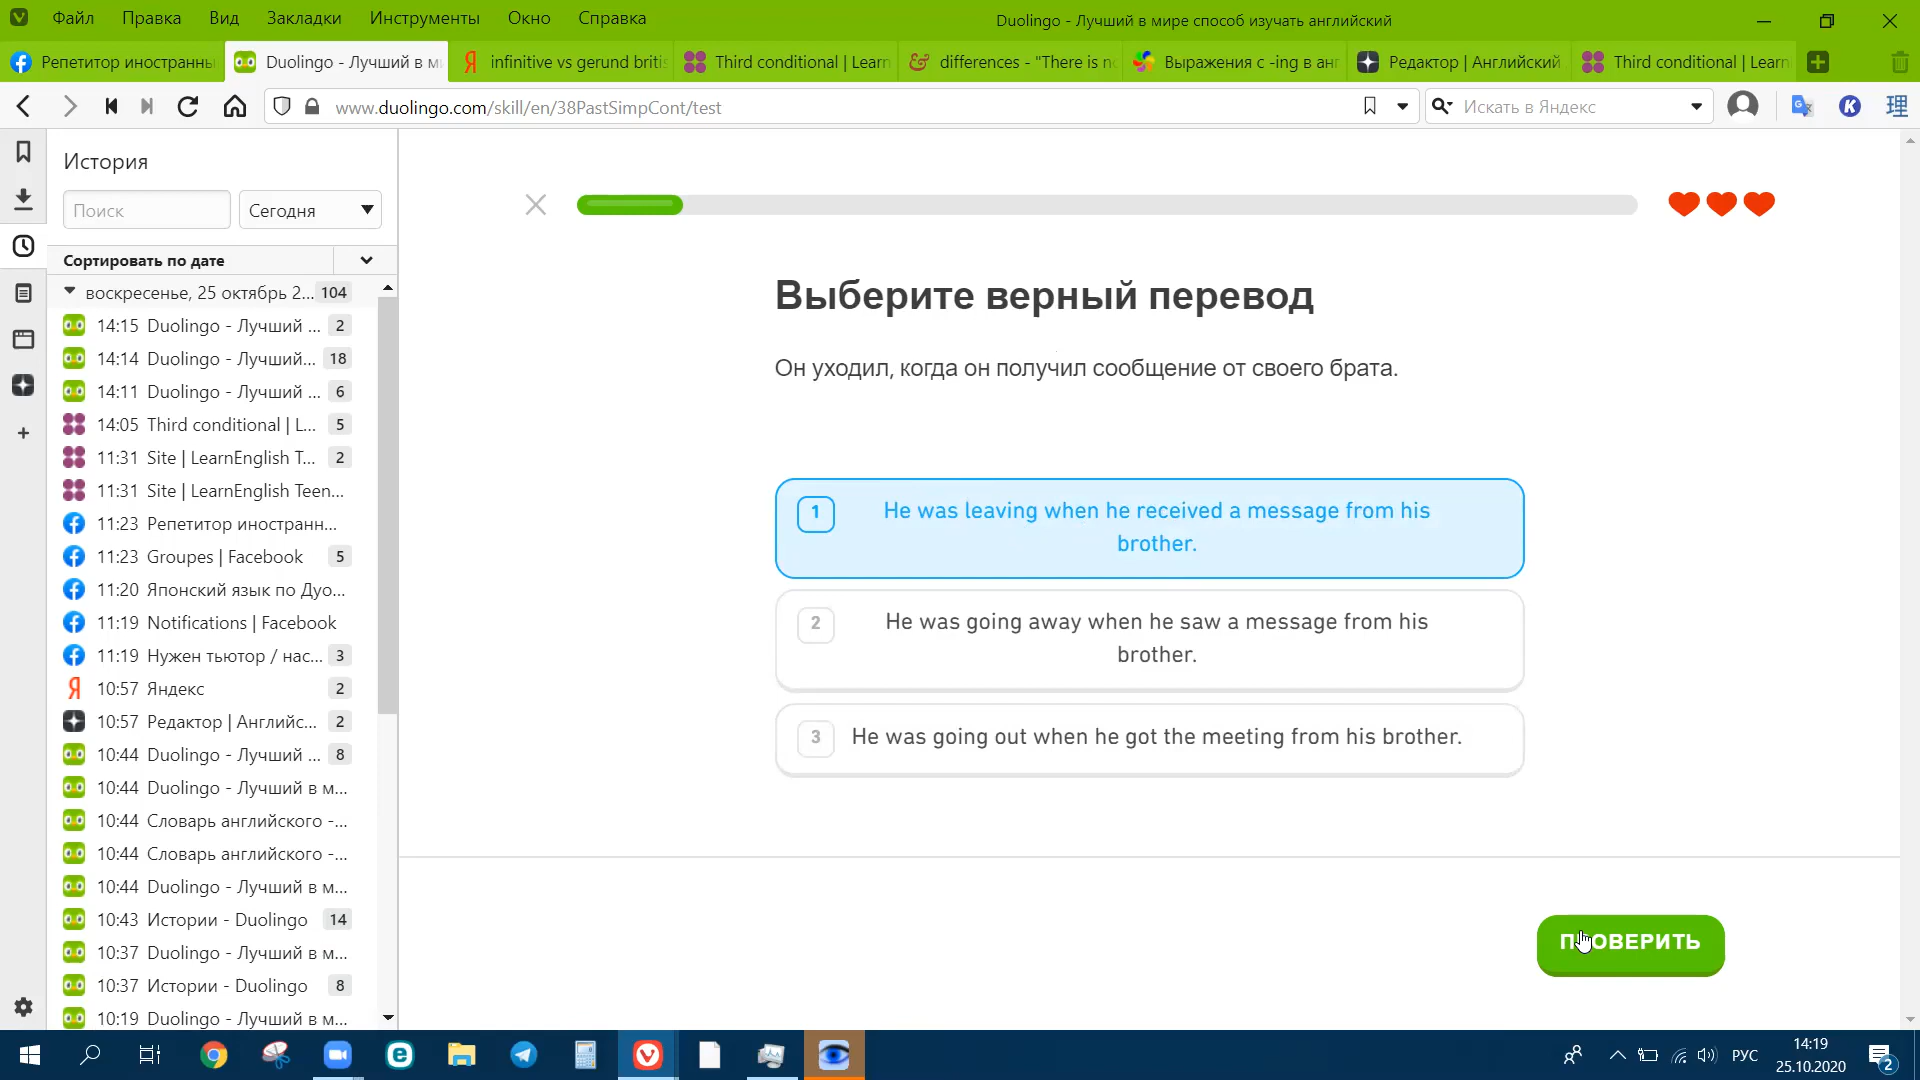 Файл Правка Вид Закладки Инструменты Окно Справка Duolingo - Лучший в мире способ изучать английский
Репетитор иностранны Duolingo - Лучший в ми infinitive vs gerund britis Third conditional | Learn differences - "There is no Выражения с -ing в анг Редактор | Английский Third conditional | Learn
www.duolingo.com/skill/en/38PastSimpCont/test Искать в Яндекс
История
Поиск Сегодня
Сортировать по дате
воскресенье, 25 октябрь 2... 104
14:15 Duolingo - Лучший ... 2
14:14 Duolingo - Лучший... 18
14:11 Duolingo - Лучший ... 6
14:05 Third conditional | L... 5
11:31 Site | LearnEnglish T... 2
11:31 Site | LearnEnglish Teen...
11:23 Репетитор иностранн...
11:23 Groupes | Facebook 5
11:20 Японский язык по Дуо...
11:19 Notifications | Facebook
11:19 Нужен тьютор / нас... 3
10:57 Яндекс 2
10:57 Редактор | Английс... 2
10:44 Duolingo - Лучший ... 8
10:44 Duolingo - Лучший в м...
10:44 Словарь английского -...
10:44 Словарь английского -...
10:44 Duolingo - Лучший в м...
10:43 Истории - Duolingo 14
10:37 Duolingo - Лучший в м...
10:37 Истории - Duolingo 8
10:19 Duolingo - Лучший в м...
Выберите верный перевод
Он уходил, когда он получил сообщение от своего брата.
1 He was leaving when he received a message from his
brother.
2 He was going away when he saw a message from his
brother.
3 He was going out when he got the meeting from his brother.
ПРОВЕРИТЬ
РУС
14:19
25.10.2020
2